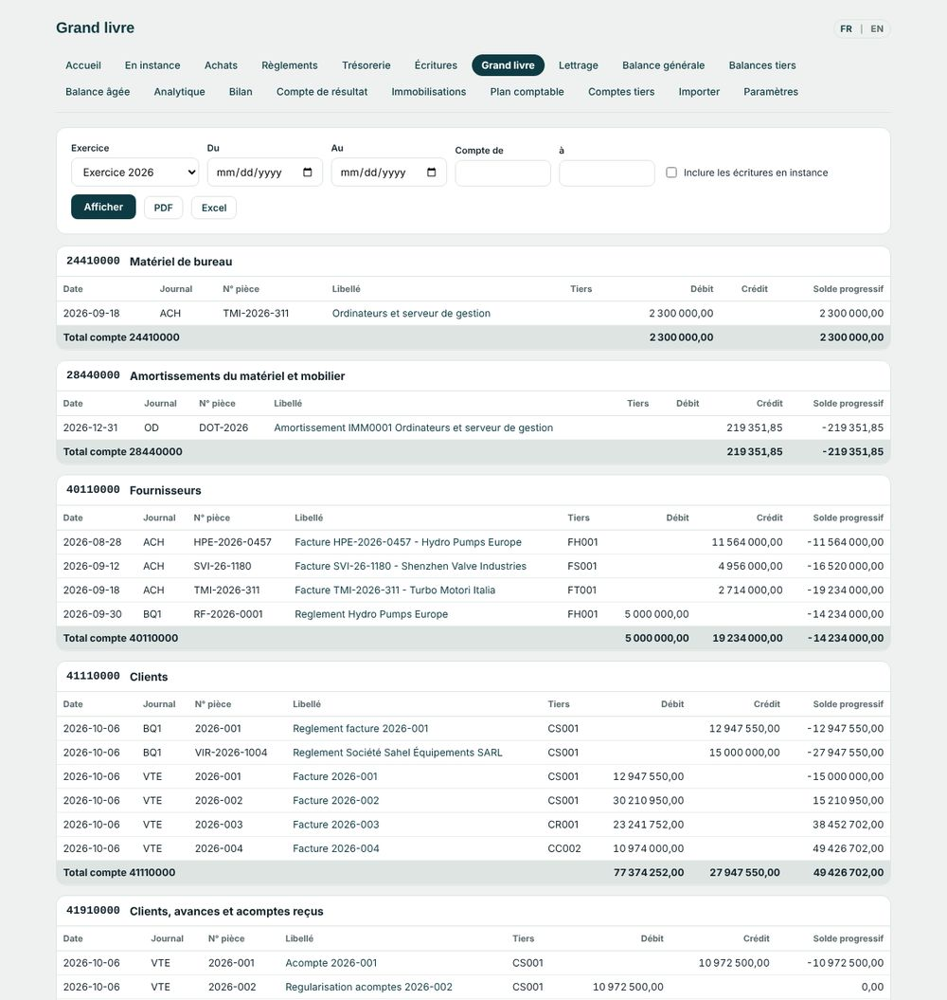 Grand livre
FR | EN
Accueil En instance Achats Règlements Trésorerie Écritures Grand livre Lettrage Balance générale Balances tiers
Balance âgée Analytique Bilan Compte de résultat Immobilisations Plan comptable Comptes tiers Importer Paramètres
Exercice Du Au Compte de à
Exercice 2026 mm/dd/yyyy mm/dd/yyyy Inclure les écritures en instance
Afficher PDF Excel
24410000 Matériel de bureau
Date Journal N° pièce Libellé Tiers Débit Crédit Solde progressif
2026-09-18 ACH TMI-2026-311 Ordinateurs et serveur de gestion 2 300 000,00 2 300 000,00
Total compte 24410000 2 300 000,00 2 300 000,00
28440000 Amortissements du matériel et mobilier
Date Journal N° pièce Libellé Tiers Débit Crédit Solde progressif
2026-12-31 OD DOT-2026 Amortissement IMM0001 Ordinateurs et serveur de gestion 219 351,85 -219 351,85
Total compte 28440000 219 351,85 -219 351,85
40110000 Fournisseurs
Date Journal N° pièce Libellé Tiers Débit Crédit Solde progressif
2026-08-28 ACH HPE-2026-0457 Facture HPE-2026-0457 - Hydro Pumps Europe FH001 11 564 000,00 -11 564 000,00
2026-09-12 ACH SVI-26-1180 Facture SVI-26-1180 - Shenzhen Valve Industries FS001 4 956 000,00 -16 520 000,00
2026-09-18 ACH TMI-2026-311 Facture TMI-2026-311 - Turbo Motori Italia FT001 2 714 000,00 -19 234 000,00
2026-09-30 BQ1 RF-2026-0001 Reglement Hydro Pumps Europe FH001 5 000 000,00 -14 234 000,00
Total compte 40110000 5 000 000,00 19 234 000,00 -14 234 000,00
41110000 Clients
Date Journal N° pièce Libellé Tiers Débit Crédit Solde progressif
2026-10-06 BQ1 2026-001 Reglement facture 2026-001 CS001 12 947 550,00 -12 947 550,00
2026-10-06 BQ1 VIR-2026-1004 Reglement Société Sahel Équipements SARL CS001 15 000 000,00 -27 947 550,00
2026-10-06 VTE 2026-001 Facture 2026-001 CS001 12 947 550,00 -15 000 000,00
2026-10-06 VTE 2026-002 Facture 2026-002 CS001 30 210 950,00 15 210 950,00
2026-10-06 VTE 2026-003 Facture 2026-003 CR001 23 241 752,00 38 452 702,00
2026-10-06 VTE 2026-004 Facture 2026-004 CC002 10 974 000,00 49 426 702,00
Total compte 41110000 77 374 252,00 27 947 550,00 49 426 702,00
41910000 Clients, avances et acomptes reçus
Date Journal N° pièce Libellé Tiers Débit Crédit Solde progressif
2026-10-06 VTE 2026-001 Acompte 2026-001 CS001 10 972 500,00 -10 972 500,00
2026-10-06 VTE 2026-002 Regularisation acomptes 2026-002 CS001 10 972 500,00 0,00